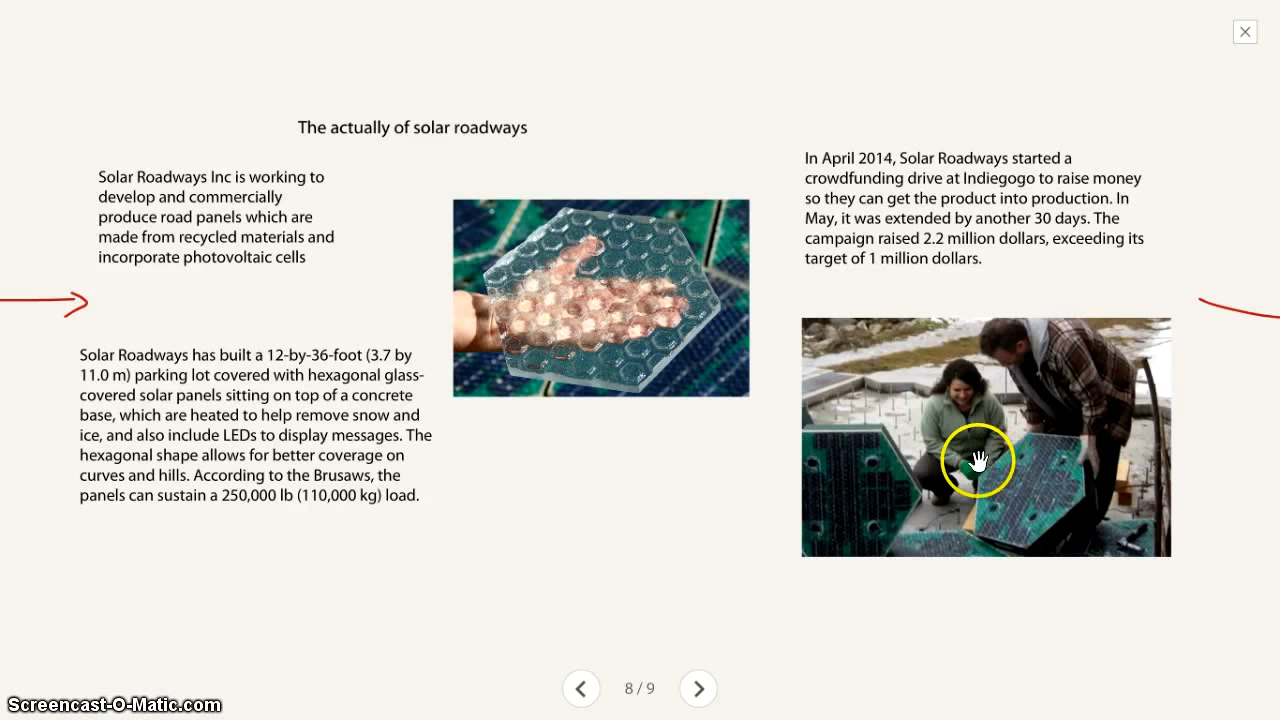 The actually of solar roadways
Solar Roadways Inc is working to
develop and commercially
produce road panels which are
made from recycled materials and
incorporate photovoltaic cells
Solar Roadways has built a 12-by-36-foot (3.7 by
11.0 m) parking lot covered with hexagonal glass-
covered solar panels sitting on top of a concrete
base, which are heated to help remove snow and
ice, and also include LEDs to display messages. The
hexagonal shape allows for better coverage on
curves and hills. According to the Brusaws, the
panels can sustain a 250,000 lb (110,000 kg) load.
In April 2014, Solar Roadways started a
crowdfunding drive at Indiegogo to raise money
so they can get the product into production. In
May, it was extended by another 30 days. The
campaign raised 2.2 million dollars, exceeding its
target of 1 million dollars.
8 / 9
Screencast-O-Matic.com